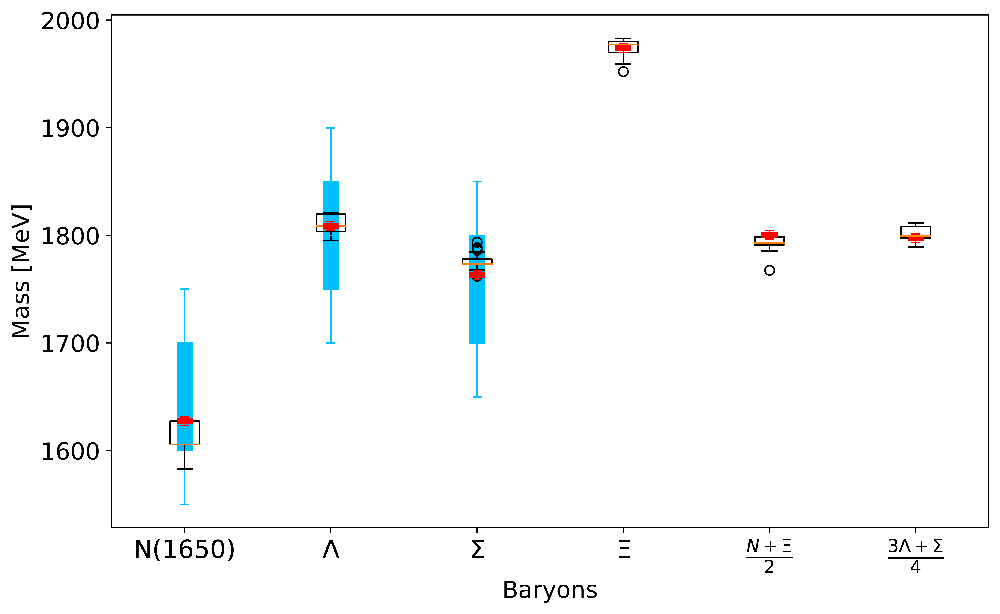 Mass [MeV]
2000
1900
1800
1700
1600
N(1650)
Λ
Σ
Ξ
N + Ξ
2
3Λ + Σ
4
Baryons